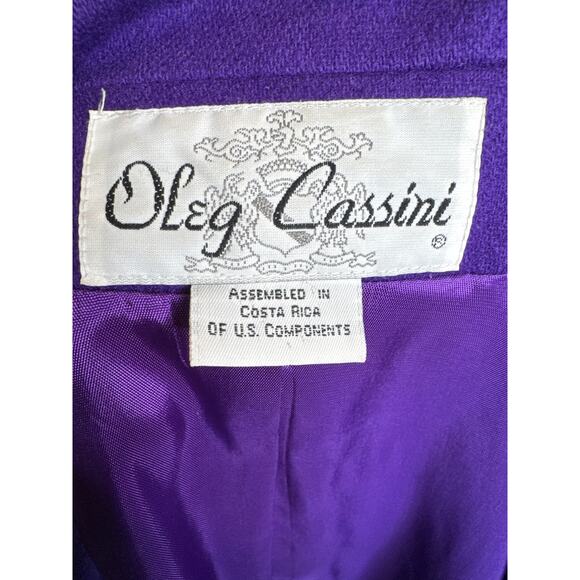 Oleg Cassini ®
ASSEMBLED IN
COSTA RICA
OF U.S. COMPONENTS